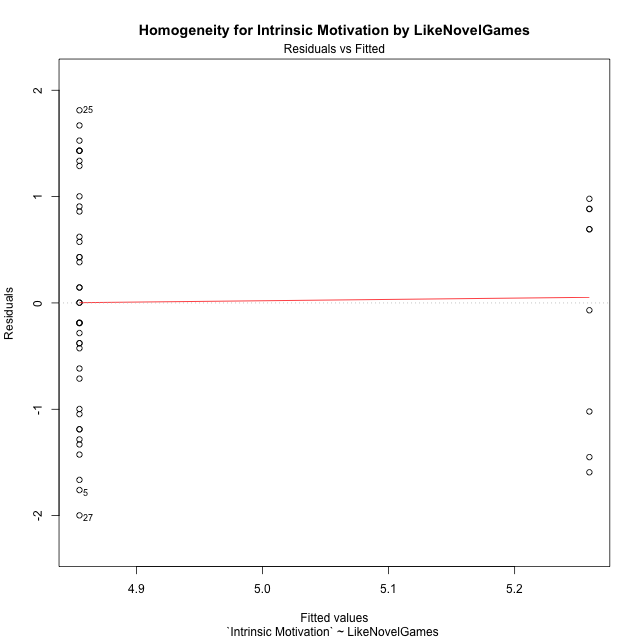 Homogeneity for Intrinsic Motivation by LikeNovelGames
Residuals vs Fitted
Residuals
2
1
0
-1
-2
25
5
27
4.9 5.0 5.1 5.2
Fitted values
`Intrinsic Motivation` ~ LikeNovelGames